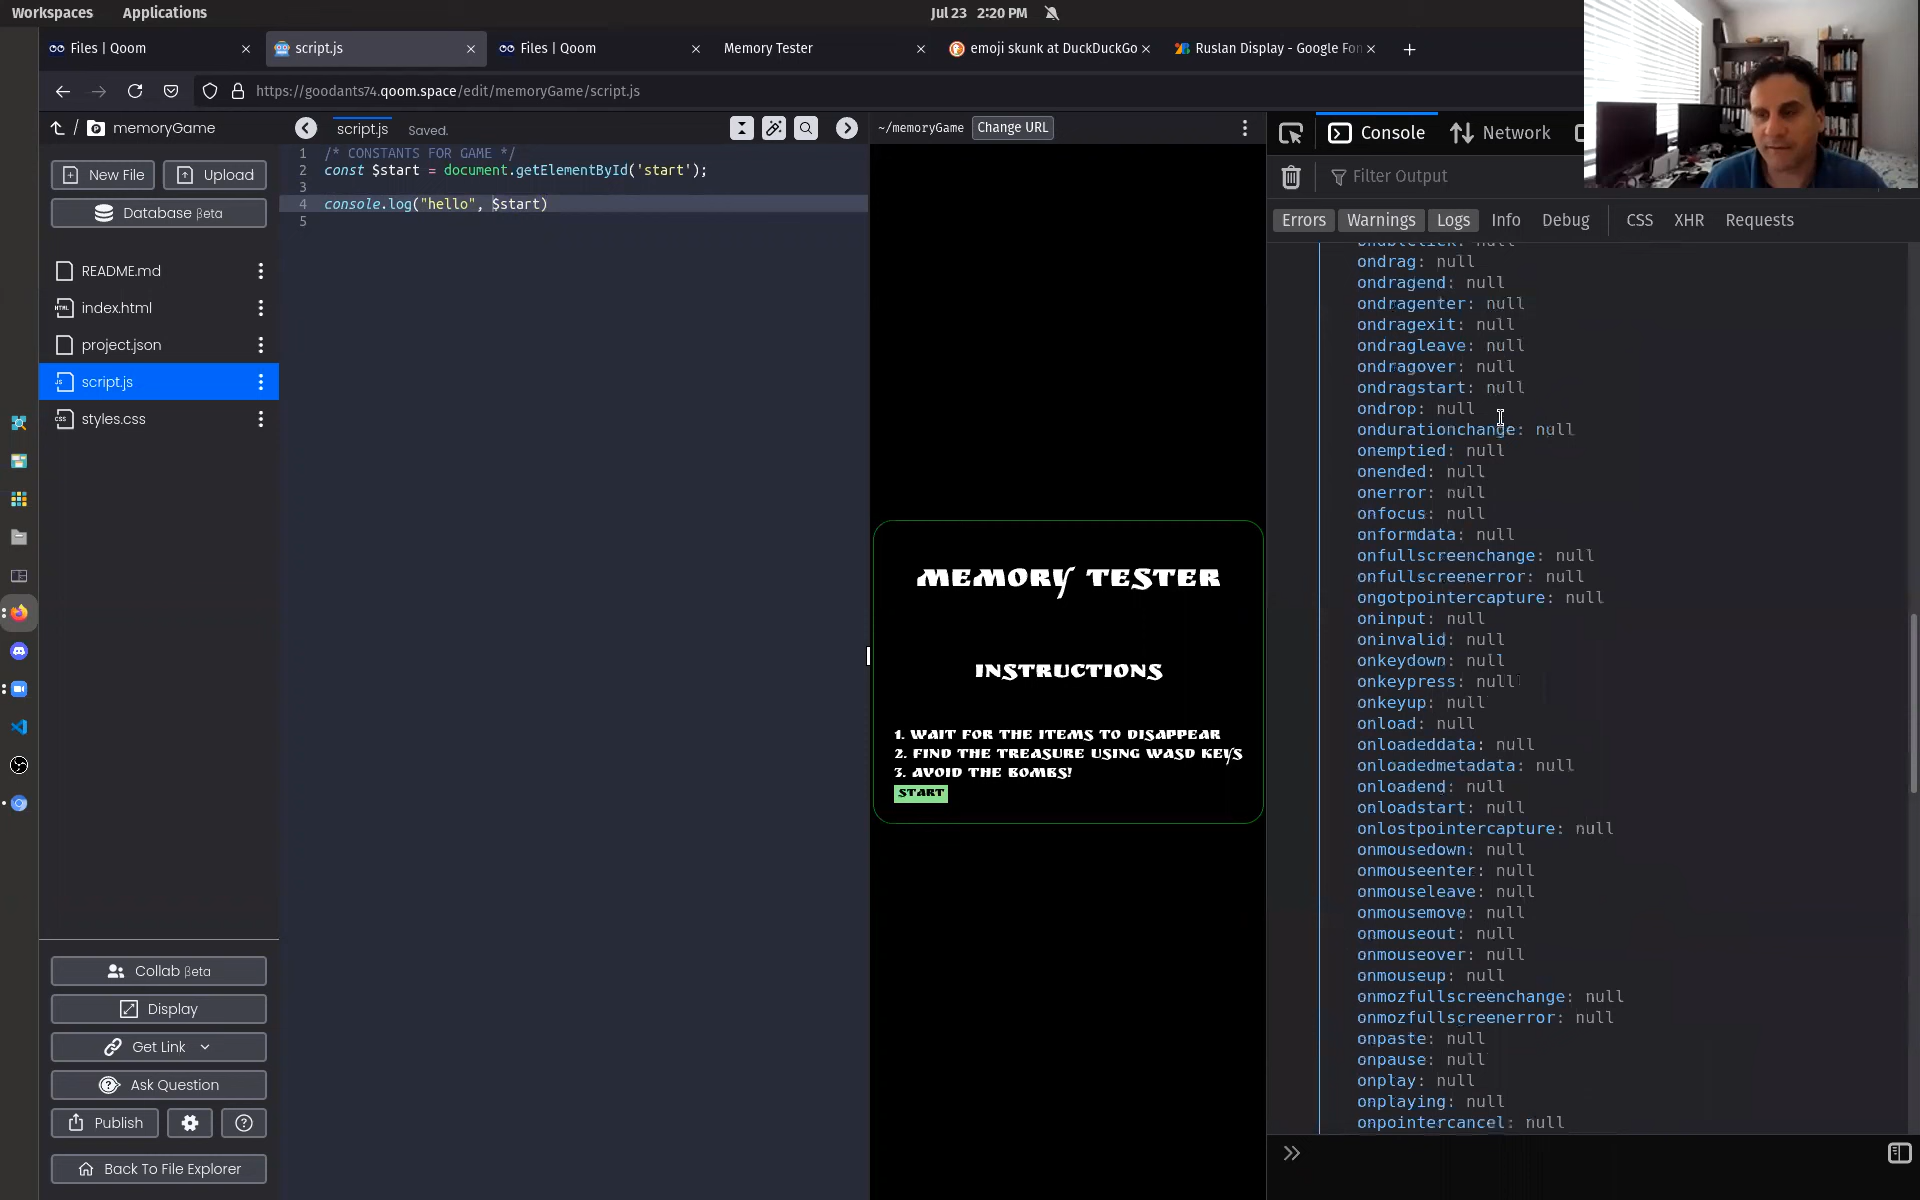 Workspaces Applications Jul 23 2:20 PM
Files | Qoom script.js Files | Qoom Memory Tester emoji skunk at DuckDuckGo Ruslan Display - Google Fon
https://goodants74.qoom.space/edit/memoryGame/script.js
/ memoryGame
script.js Saved.
~/memoryGame Change URL
Console Network
New File Upload
Database βeta
README.md
index.html
project.json
script.js
styles.css
Collab βeta
Display
Get Link
Ask Question
Publish
Back To File Explorer
1 /* CONSTANTS FOR GAME */
2 const $start = document.getElementById('start');
3
4 console.log("hello", $start)
5
MEMORY TESTER
INSTRUCTIONS
1. WAIT FOR THE ITEMS TO DISAPPEAR
2. FIND THE TREASURE USING WASD KEYS
3. AVOID THE BOMBS!
START
Filter Output
Errors Warnings Logs Info Debug CSS XHR Requests
ondrag: null
ondragend: null
ondragenter: null
ondragexit: null
ondragleave: null
ondragover: null
ondragstart: null
ondrop: null
ondurationchange: null
onemptied: null
onended: null
onerror: null
onfocus: null
onformdata: null
onfullscreenchange: null
onfullscreenerror: null
ongotpointercapture: null
oninput: null
oninvalid: null
onkeydown: null
onkeypress: null
onkeyup: null
onload: null
onloadeddata: null
onloadedmetadata: null
onloadend: null
onloadstart: null
onlostpointercapture: null
onmousedown: null
onmouseenter: null
onmouseleave: null
onmousemove: null
onmouseout: null
onmouseover: null
onmouseup: null
onmozfullscreenchange: null
onmozfullscreenerror: null
onpaste: null
onpause: null
onplay: null
onplaying: null
onpointercancel: null